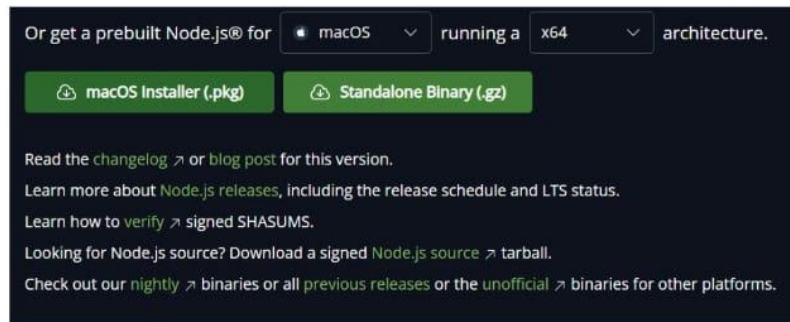 Or get a prebuilt Node.js® for macOS running a x64 architecture.
macOS Installer (.pkg) Standalone Binary (.gz)
Read the changelog ↗ or blog post for this version.
Learn more about Node.js releases, including the release schedule and LTS status.
Learn how to verify ↗ signed SHASUMS.
Looking for Node.js source? Download a signed Node.js source ↗ tarball.
Check out our nightly ↗ binaries or all previous releases or the unofficial ↗ binaries for other platforms.